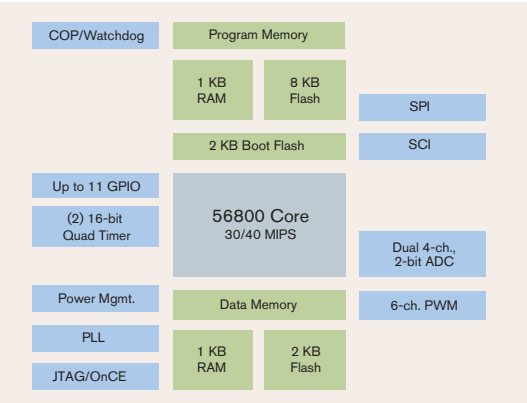 COP/Watchdog
Program Memory
1 KB
RAM
8 KB
Flash
SPI
2 KB Boot Flash
SCI
Up to 11 GPIO
(2) 16-bit
Quad Timer
56800 Core
30/40 MIPS
Dual 4-ch.,
2-bit ADC
Power Mgmt.
Data Memory
6-ch. PWM
PLL
1 KB
RAM
2 KB
Flash
JTAG/OnCE